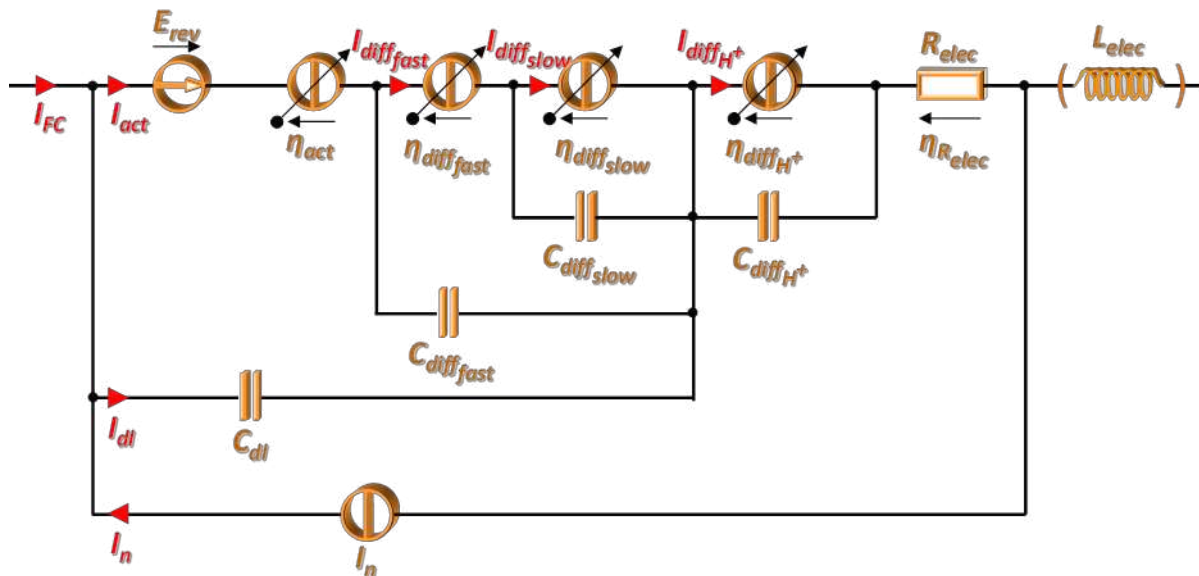 E_rev
I_diff_fast
I_diff_slow
I_diff_H⁺
R_elec
L_elec
I_FC
I_act
η_act
η_diff_fast
η_diff_slow
η_diff_H⁺
η_R_elec
C_diff_slow
C_diff_H⁺
C_diff_fast
I_dl
C_dl
I_n
I_n